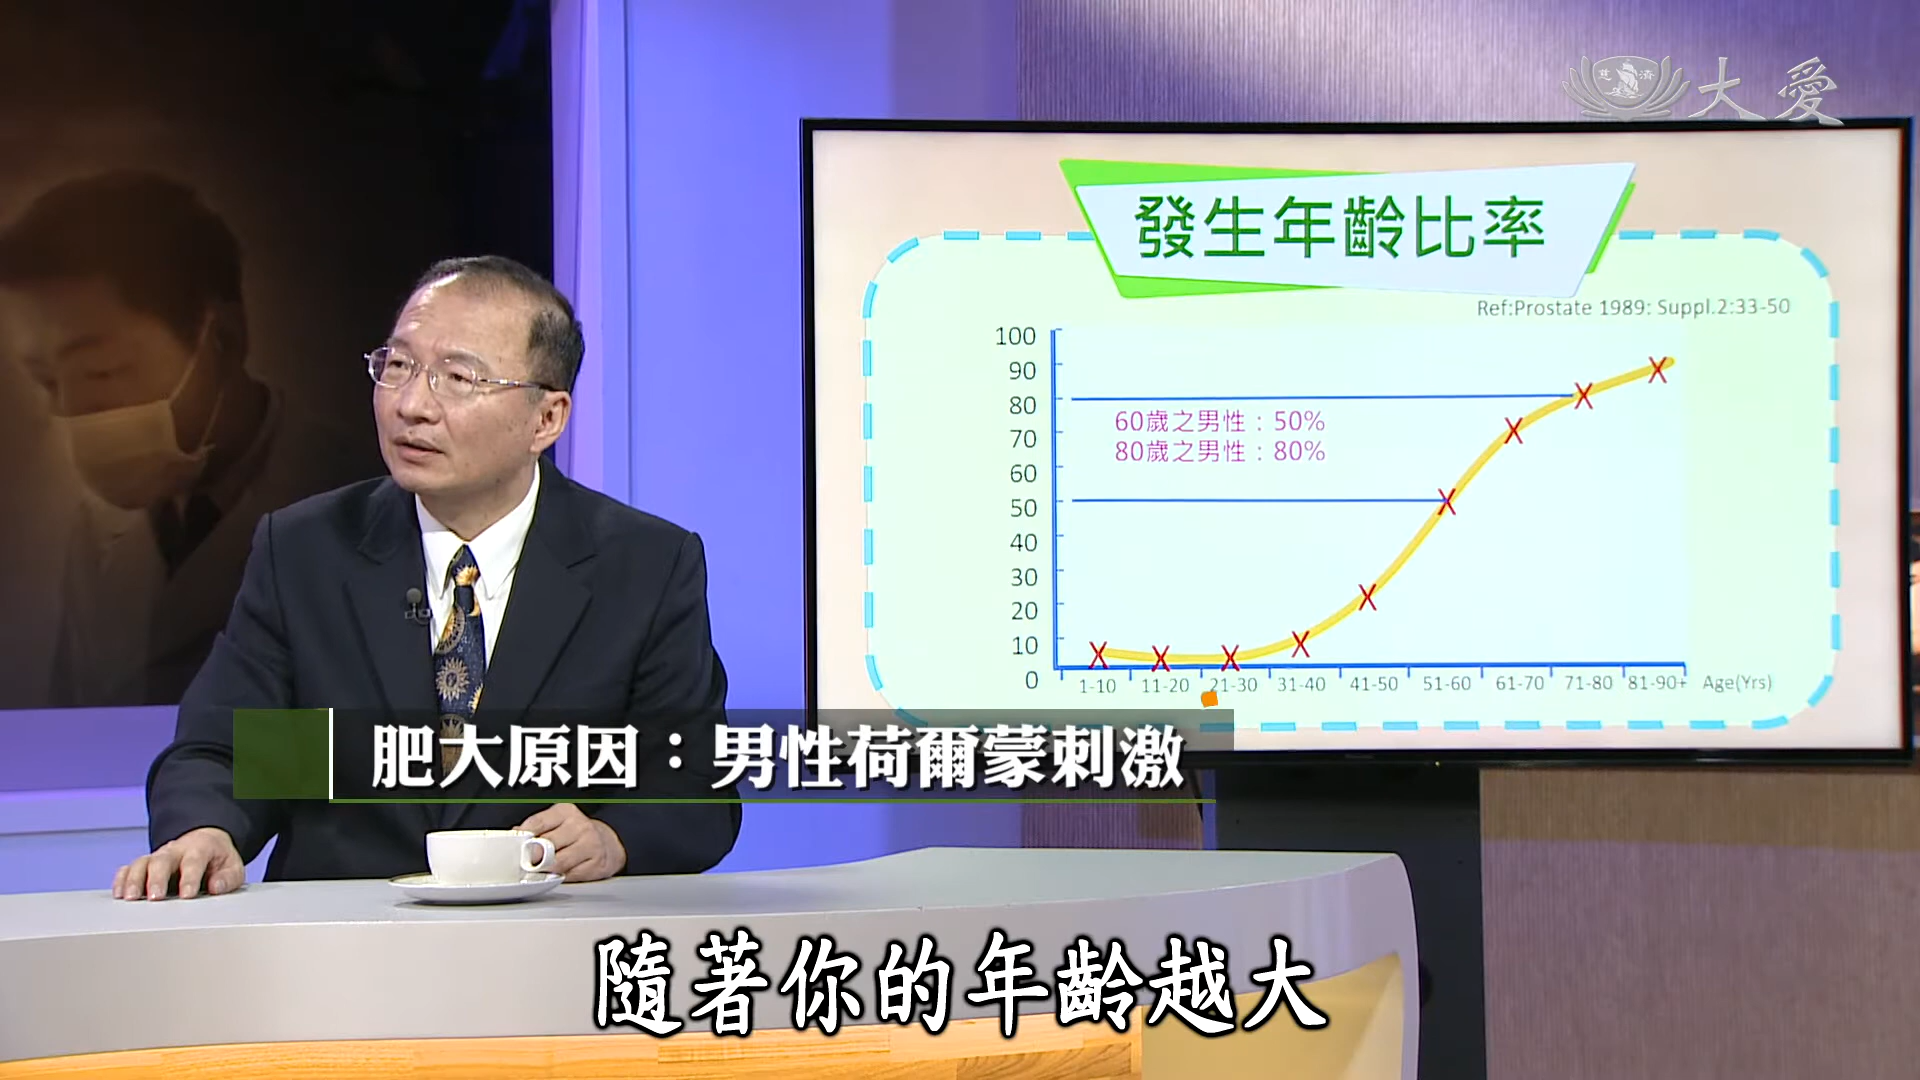 慈濟
大愛
發生年齡比率
Ref:Prostate 1989: Suppl.2:33-50
100
90
80
70
60
50
40
30
20
10
0
60歲之男性：50%
80歲之男性：80%
1-10 11-20 21-30 31-40 41-50 51-60 61-70 71-80 81-90+ Age(Yrs)
肥大原因：男性荷爾蒙刺激
隨著你的年齡越大